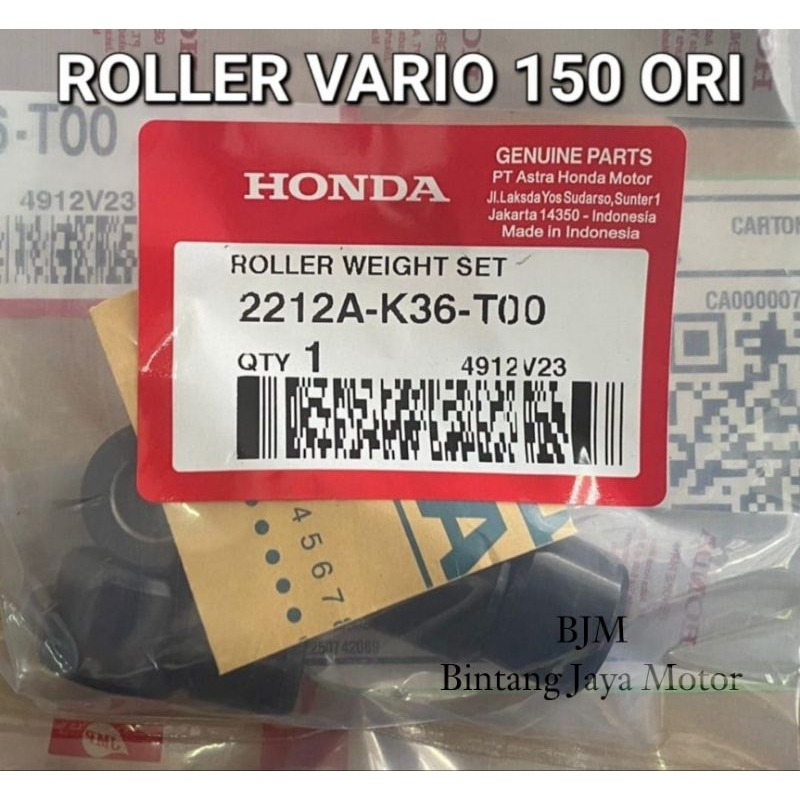 ROLLER VARIO 150 ORI
6-T00
4912V23
HONDA
GENUINE PARTS
PT Astra Honda Motor
Jl.Laksda Yos Sudarso,Sunter1
Jakarta 14350 - Indonesia
Made in Indonesia
ROLLER WEIGHT SET
2212A-K36-T00
QTY 1
4912V23
CARTO
CA000007
4 5 6 7
BJM
Bintang Jaya Motor